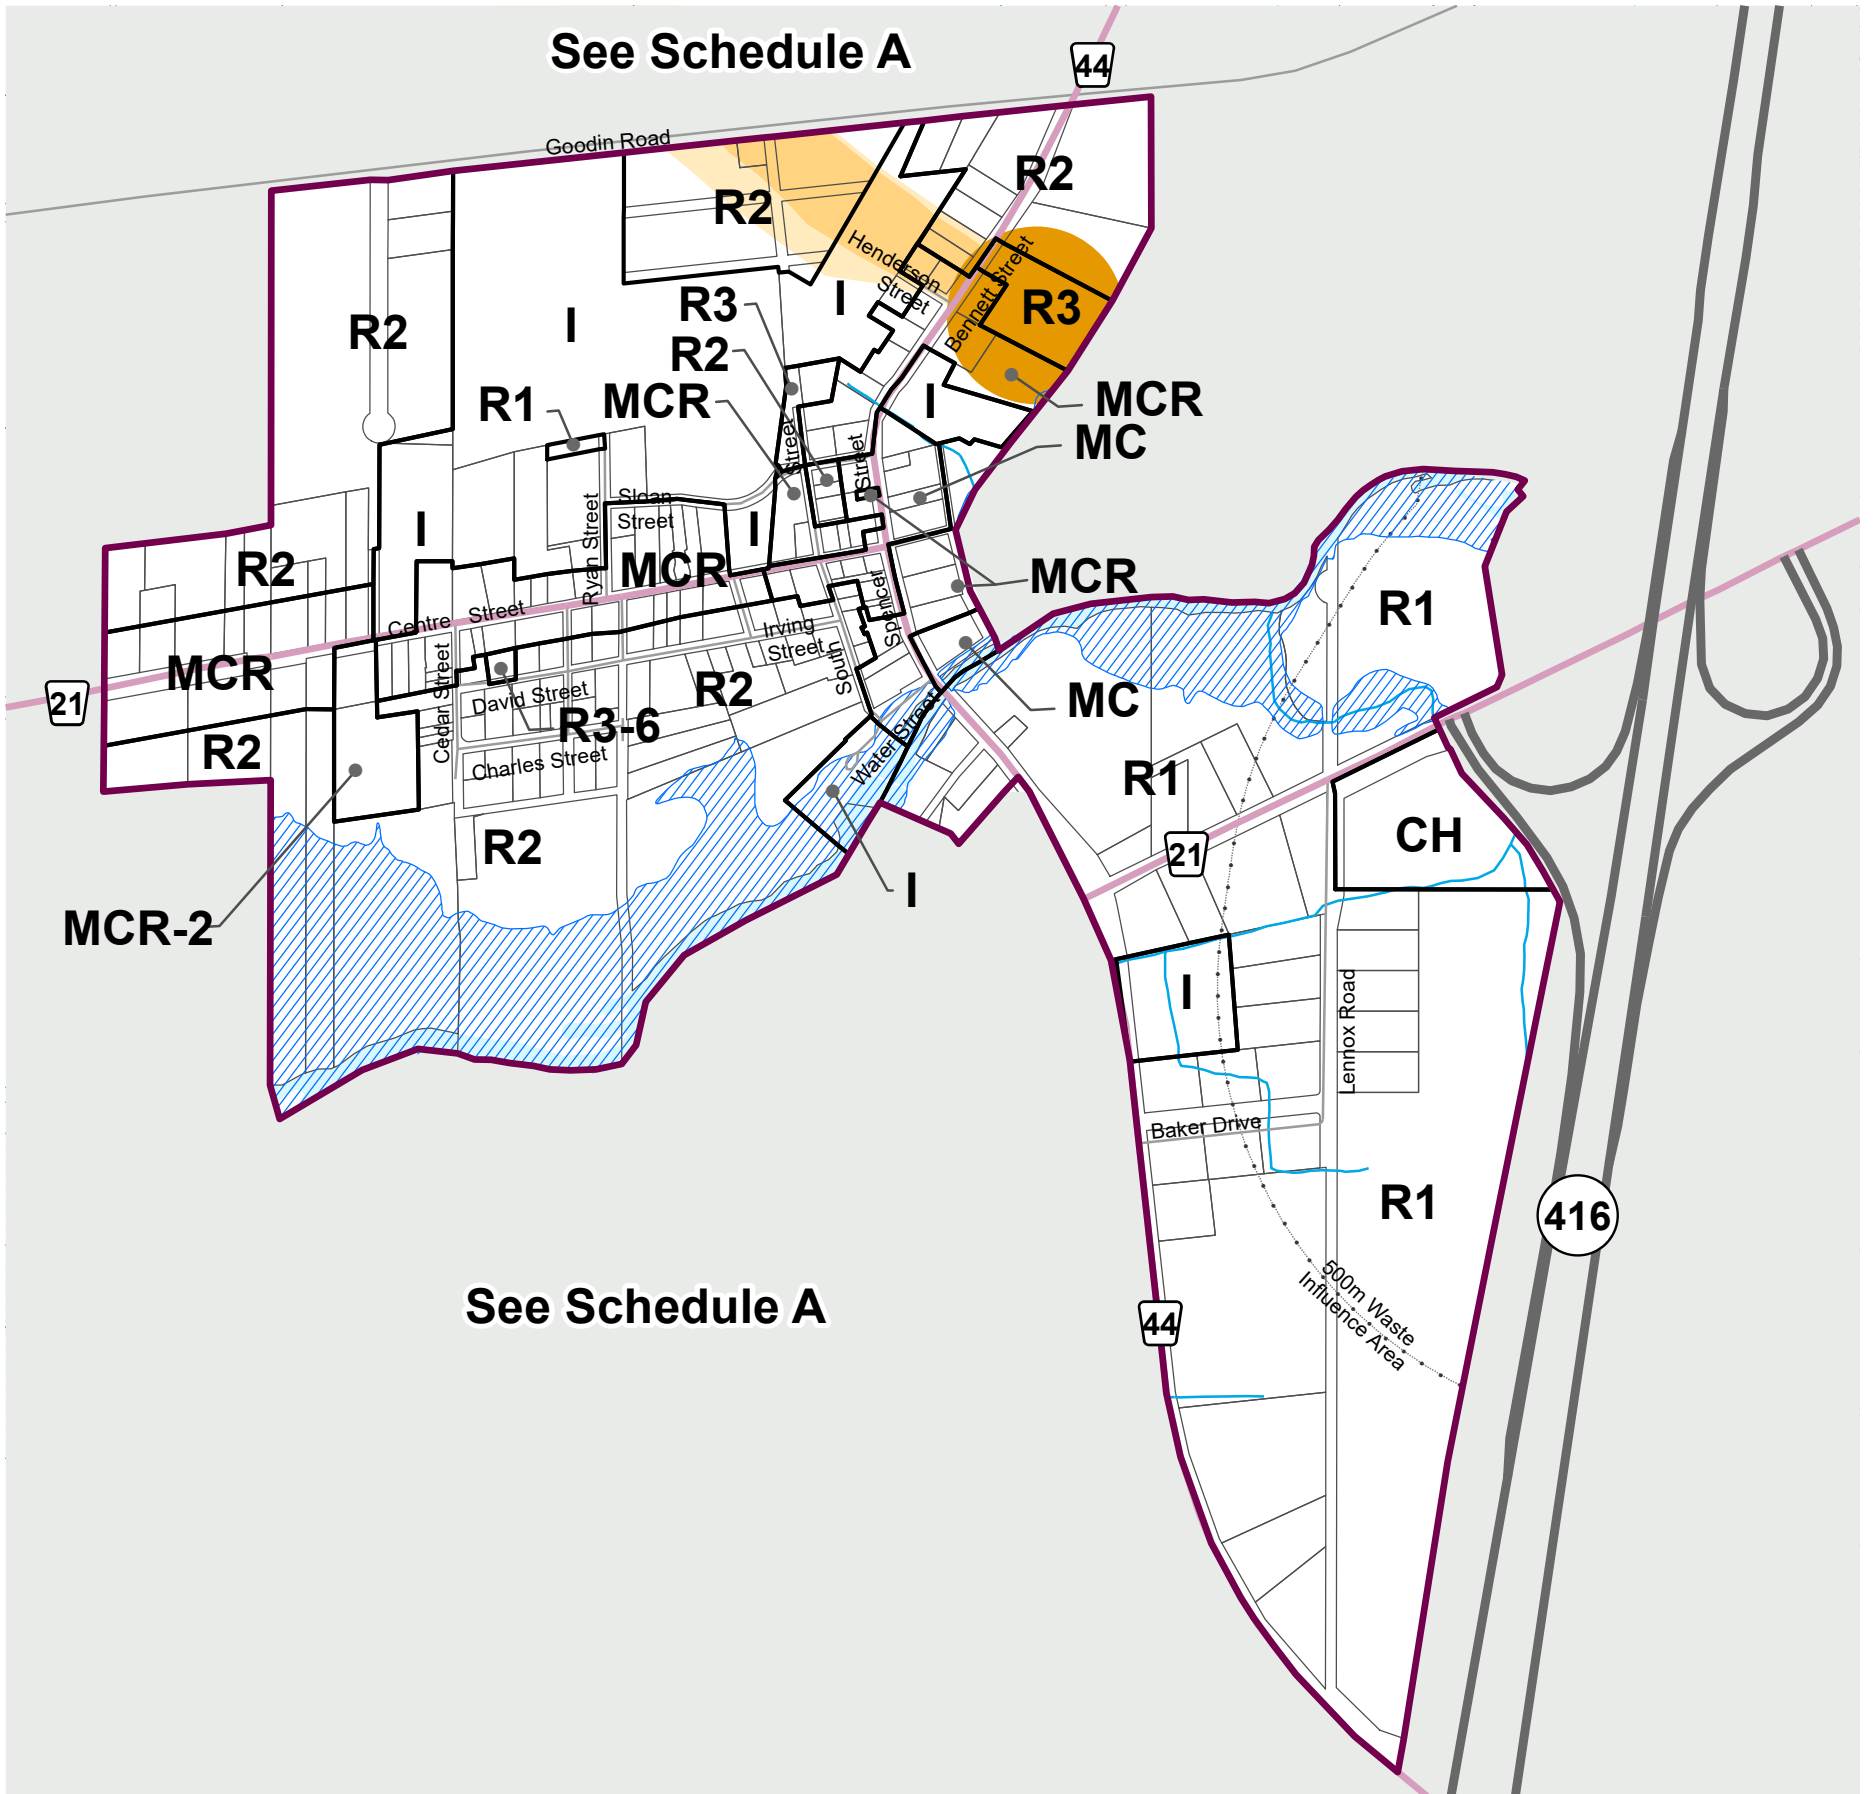 See Schedule A
44
Goodin Road
R2
R2
Henderson
Street
Bennett Street
R2
I
I
R3
R3
R2
R1
MCR
I
MCR
MC
Street
Street
Sloan
Street
Ryan Street
I
I
R2
MCR
MCR
R1
Centre Street
Spencer
Irving
Street
South
MCR
Cedar Street
David Street
R2
MC
21
R3-6
R2
Charles Street
Water Street
R1
21
CH
R2
I
MCR-2
I
Lennox Road
Baker Drive
R1
416
500m Waste
Influence Area
See Schedule A
44